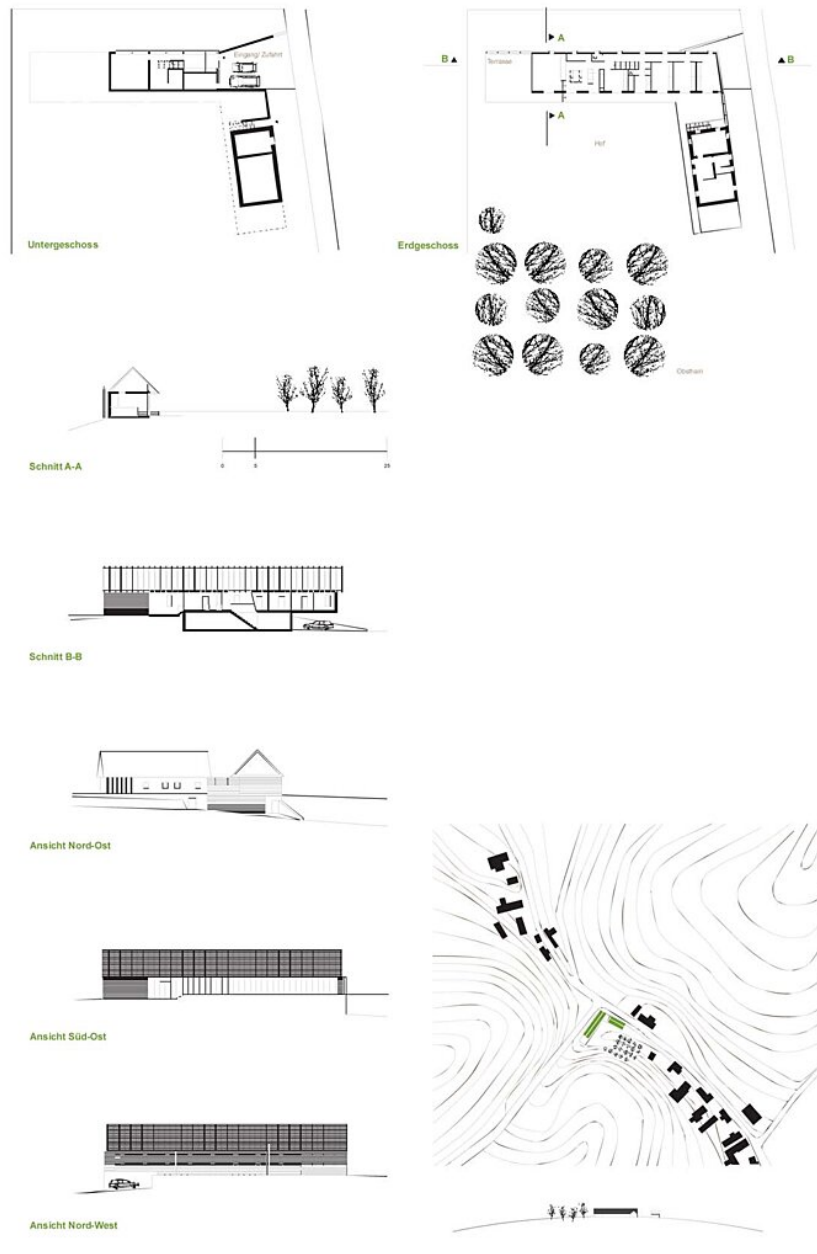 Eingang/ Zufahrt
Untergeschoss
A
B
B
Terrasse
A
Hof
Erdgeschoss
Obsthain
Schnitt A-A
0 5 25
Schnitt B-B
Ansicht Nord-Ost
Ansicht Süd-Ost
Ansicht Nord-West